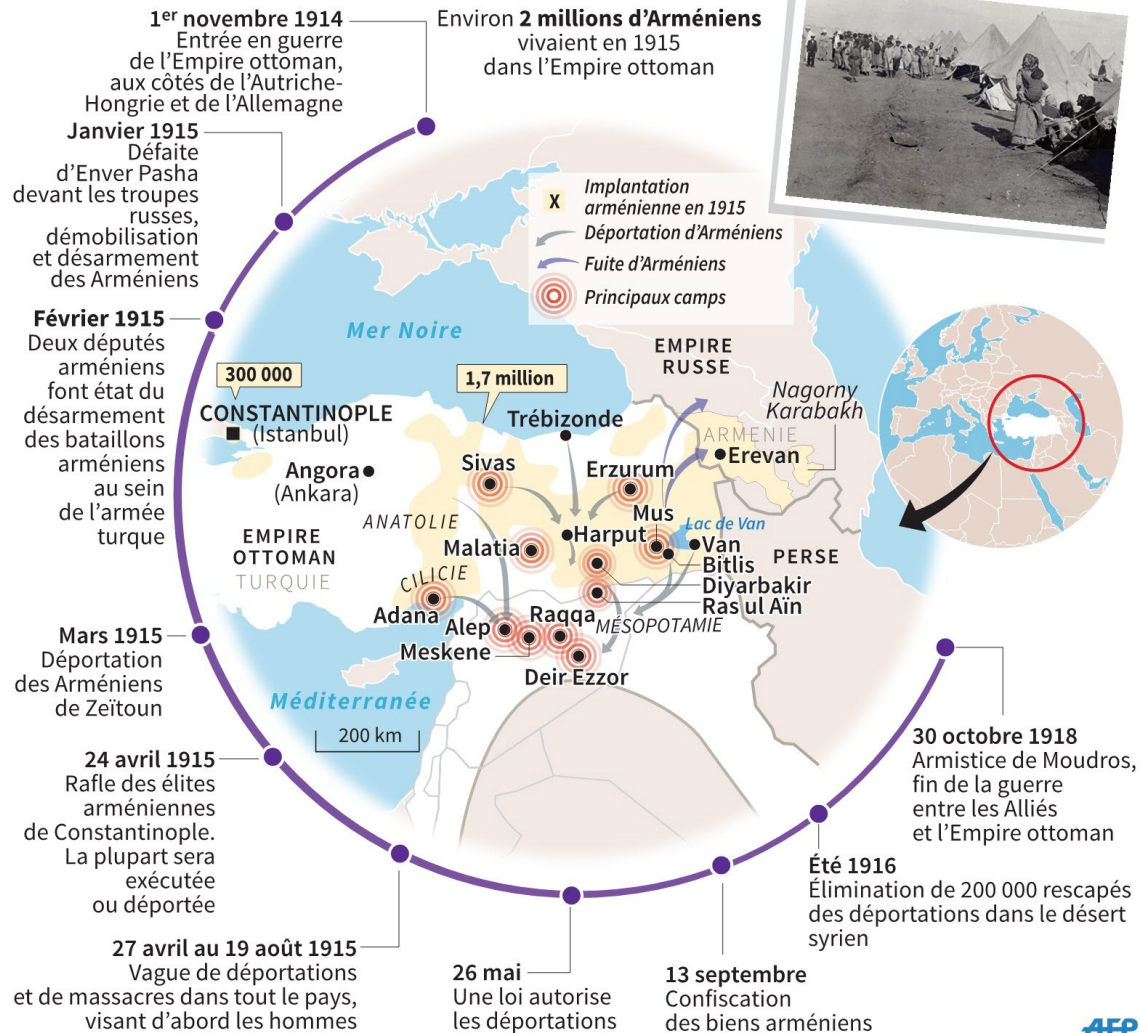 1er novembre 1914
Entrée en guerre
de l'Empire ottoman,
aux côtés de l'Autriche-
Hongrie et de l'Allemagne
Environ 2 millions d'Arméniens
vivaient en 1915
dans l'Empire ottoman
Janvier 1915
Défaite
d'Enver Pasha
devant les troupes
russes,
démobilisation
et désarmement
des Arméniens
X
Implantation
arménienne en 1915
Déportation d'Arméniens
Fuite d'Arméniens
Principaux camps
Février 1915
Deux députés
arméniens
font état du
désarmement
des bataillons
arméniens
au sein
de l'armée
turque
Mer Noire
EMPIRE
RUSSE
300 000
1,7 million
Nagorny
Karabakh
CONSTANTINOPLE
(Istanbul)
Trébizonde
ARMENIE
Erevan
Angora
(Ankara)
Sivas
Erzurum
Mus
Lac de Van
ANATOLIE
Harput
Van
EMPIRE
OTTOMAN
TURQUIE
Malatia
Bitlis
PERSE
CILICIE
Diyarbakir
Ras ul Aïn
Adana
Alep
Raqqa
MÉSOPOTAMIE
Meskene
Deir Ezzor
Méditerranée
200 km
Mars 1915
Déportation
des Arméniens
de Zeïtoun
24 avril 1915
Rafle des élites
arméniennes
de Constantinople.
La plupart sera
exécutée
ou déportée
27 avril au 19 août 1915
Vague de déportations
et de massacres dans tout le pays,
visant d'abord les hommes
26 mai
Une loi autorise
les déportations
13 septembre
Confiscation
des biens arméniens
Été 1916
Élimination de 200 000 rescapés
des déportations dans le désert
syrien
30 octobre 1918
Armistice de Moudros,
fin de la guerre
entre les Alliés
et l'Empire ottoman
AFP